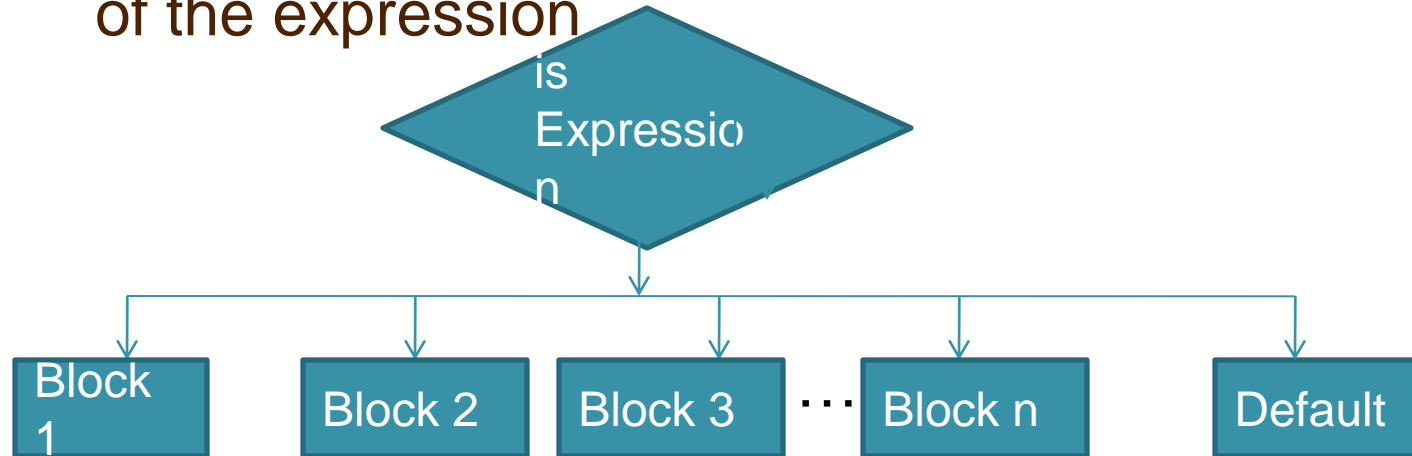 of the expression
is
Expressio
n
Block
1
Block 2
Block 3
...
Block n
Default